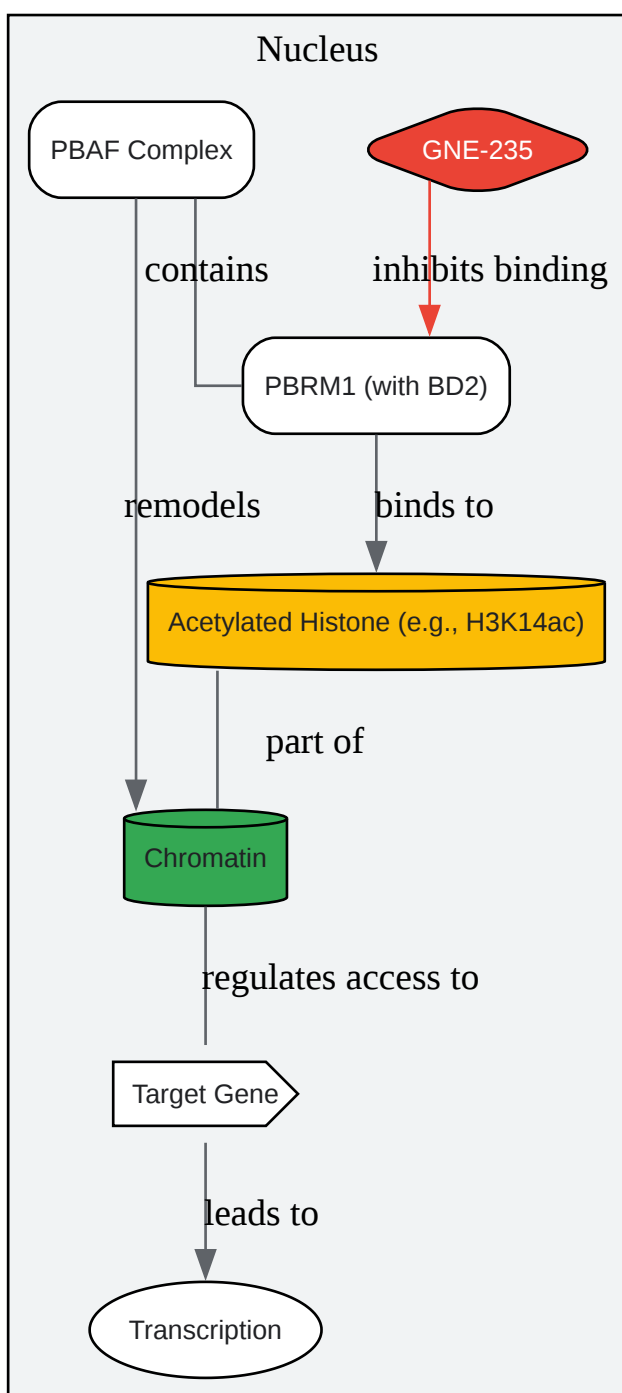 Nucleus
PBAF Complex
GNE-235
contains
inhibits binding
PBRM1 (with BD2)
remodels
binds to
Acetylated Histone (e.g., H3K14ac)
part of
Chromatin
regulates access to
Target Gene
leads to
Transcription